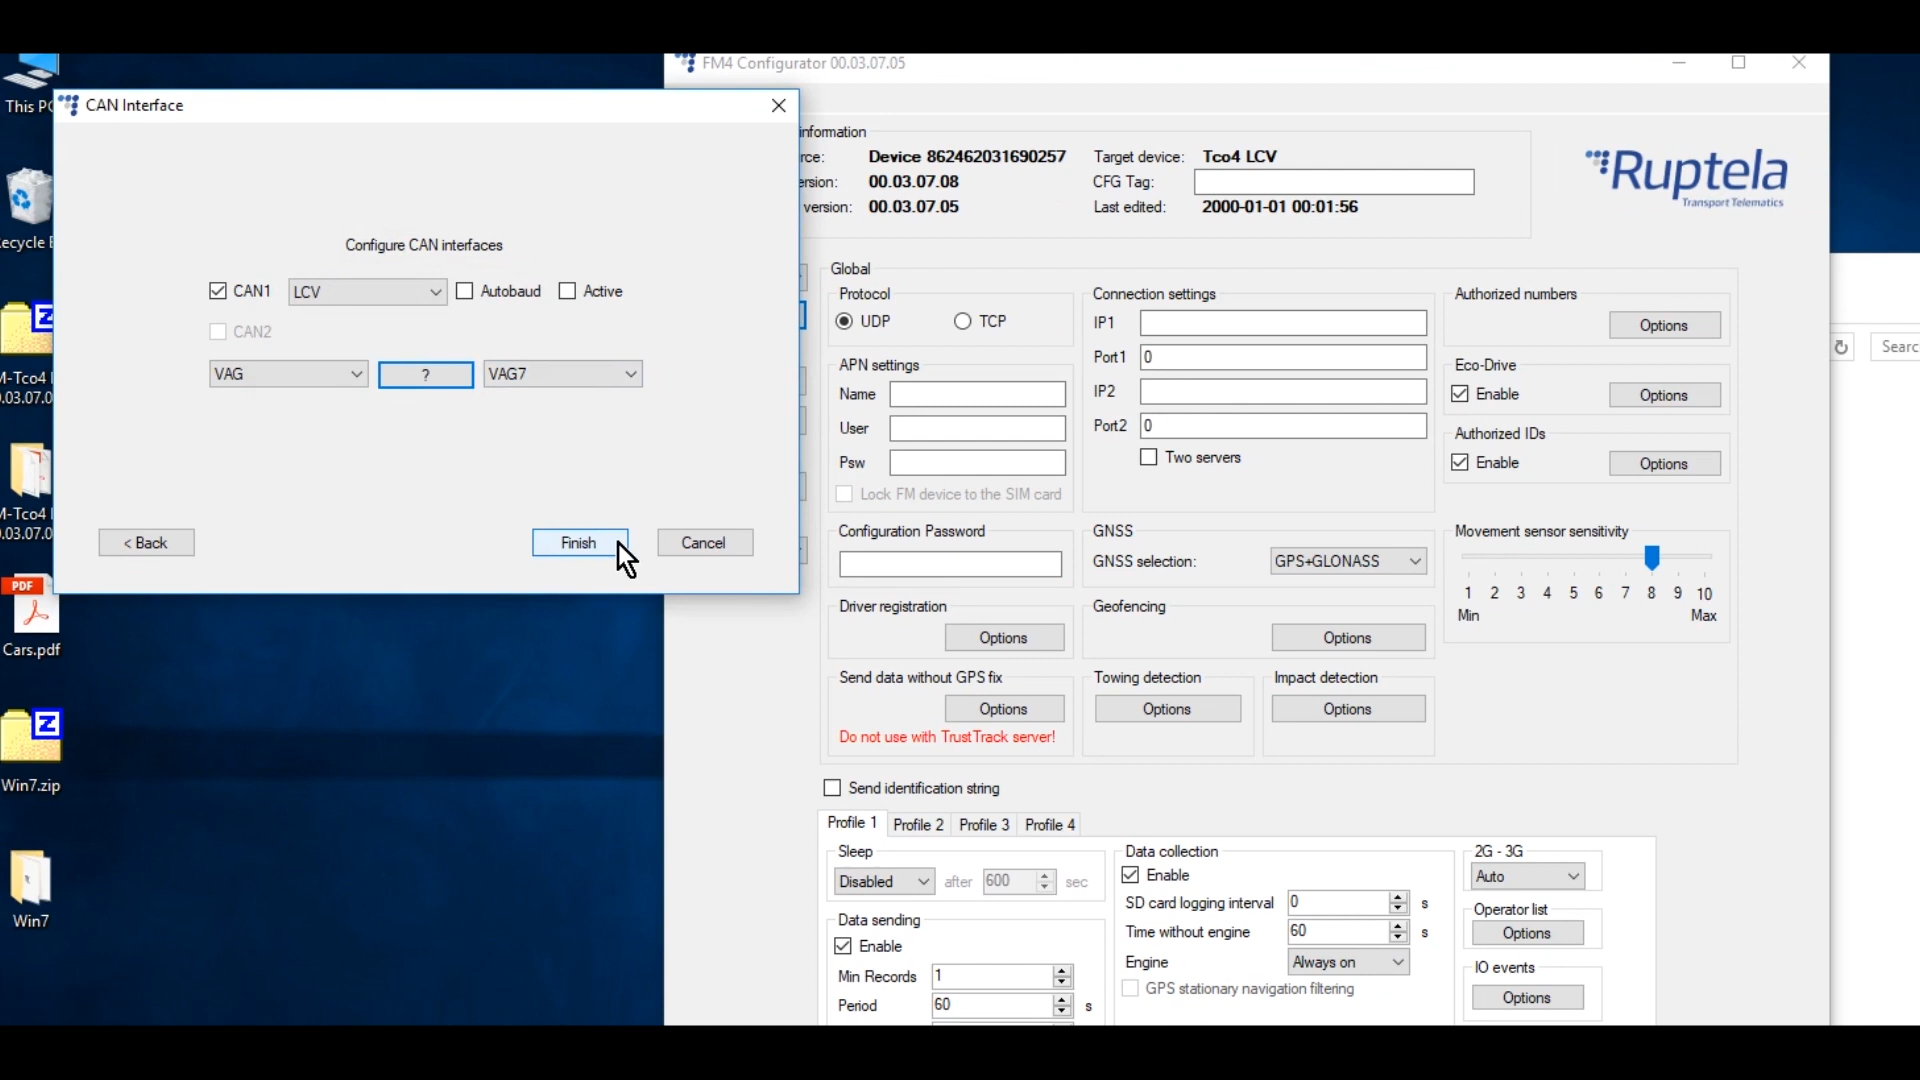 This PC
Recycle B
Z
M-Tco4
.03.07.0
M-Tco4
.03.07.0
PDF
Cars.pdf
Z
Win7.zip
Win7
CAN Interface
Configure CAN interfaces
CAN1 LCV Autobaud Active
CAN2
VAG ? VAG7
< Back Finish Cancel
FM4 Configurator 00.03.07.05
information
rce: Device 862462031690257 Target device: Tco4 LCV
ersion: 00.03.07.08 CFG Tag:
version: 00.03.07.05 Last edited: 2000-01-01 00:01:56
Ruptela
Transport Telematics
Searc
Global
Protocol
UDP TCP
APN settings
Name
User
Psw
Lock FM device to the SIM card
Connection settings
IP1
Port1 0
IP2
Port2 0
Two servers
Authorized numbers
Options
Eco-Drive
Enable Options
Authorized IDs
Enable Options
Configuration Password
GNSS
GNSS selection: GPS+GLONASS
Movement sensor sensitivity
1 2 3 4 5 6 7 8 9 10
Min Max
Driver registration
Options
Geofencing
Options
Send data without GPS fix
Options
Do not use with TrustTrack server!
Towing detection
Options
Impact detection
Options
Send identification string
Profile 1 Profile 2 Profile 3 Profile 4
Sleep
Disabled after 600 sec
Data sending
Enable
Min Records 1
Period 60 s
Data collection
Enable
SD card logging interval 0 s
Time without engine 60 s
Engine Always on
GPS stationary navigation filtering
2G - 3G
Auto
Operator list
Options
IO events
Options